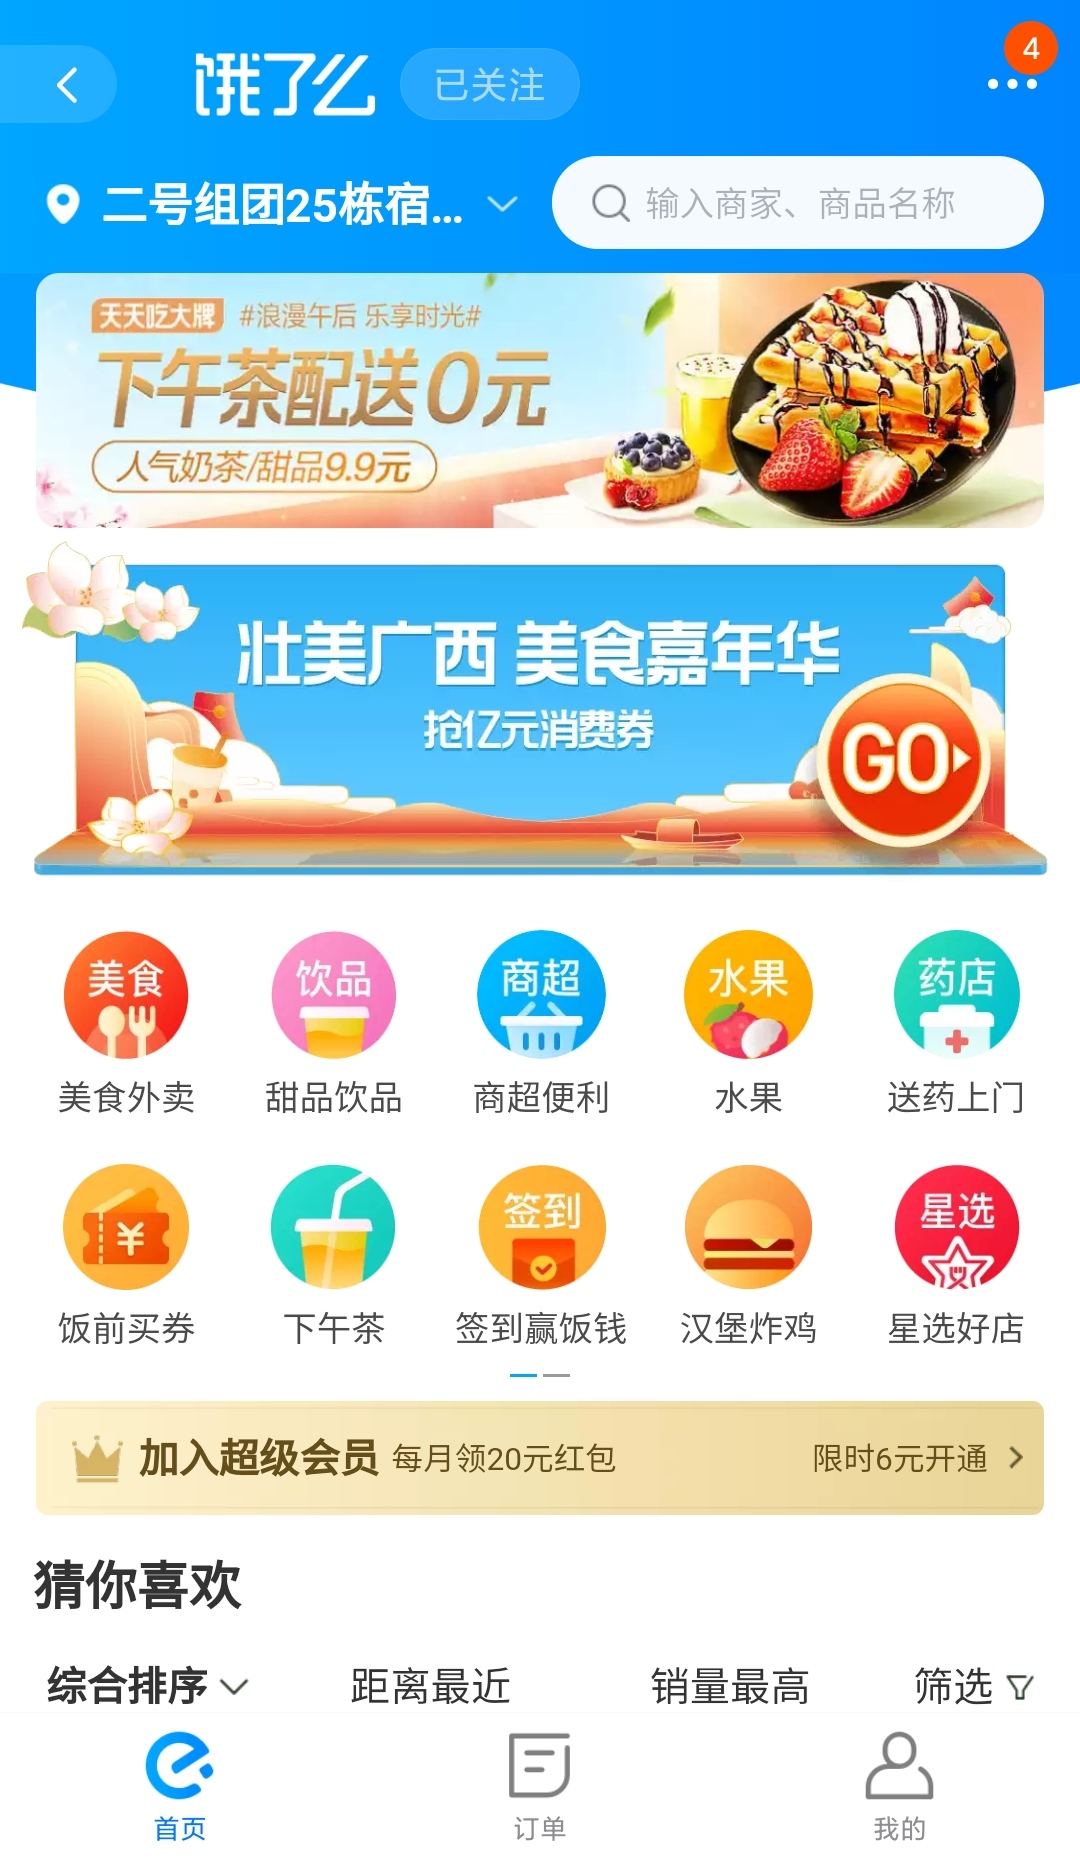 饿了么 已关注 4
二号组团25栋宿... 输入商家、商品名称
天天吃大牌 #浪漫午后 乐享时光#
下午茶配送0元
人气奶茶/甜品9.9元
壮美广西 美食嘉年华
抢亿元消费券
GO
美食 饮品 商超 水果 药店
美食外卖 甜品饮品 商超便利 水果 送药上门
¥ 签到 星选
饭前买券 下午茶 签到赢饭钱 汉堡炸鸡 星选好店
加入超级会员 每月领20元红包 限时6元开通
猜你喜欢
综合排序 距离最近 销量最高 筛选
首页 订单 我的